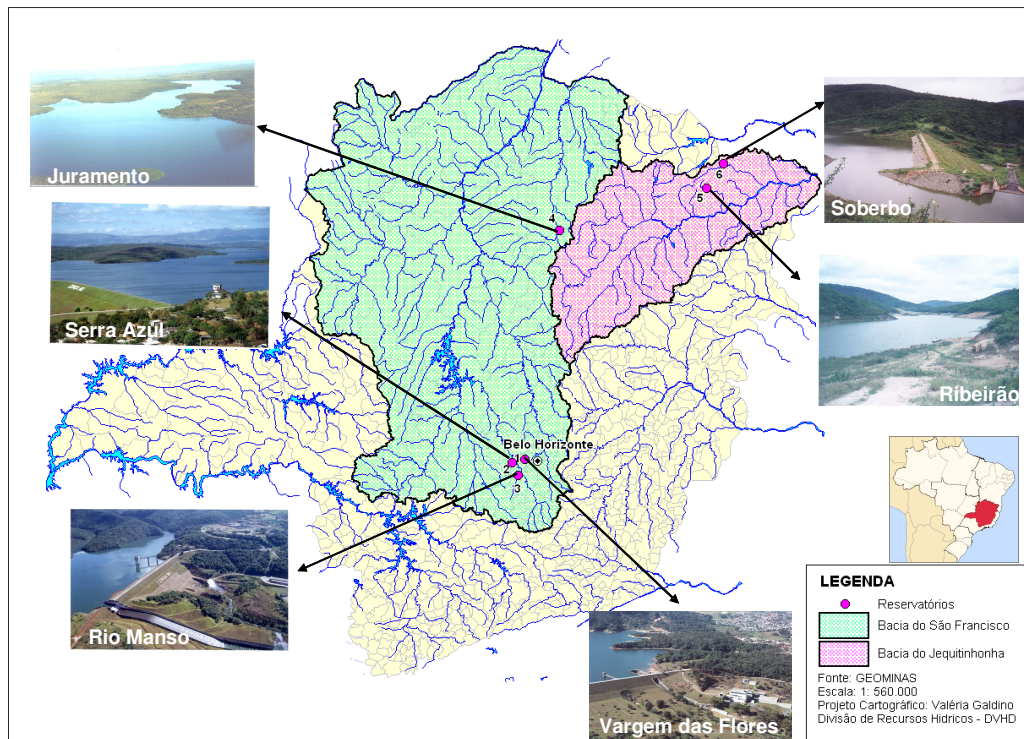 Juramento
Serra Azul
Rio Manso
Vargem das Flores
Soberbo
Ribeirão
4
6
5
Belo Horizonte
1
2
3
LEGENDA
Reservatórios
Bacia do São Francisco
Bacia do Jequitinhonha
Fonte: GEOMINAS
Escala: 1: 560.000
Projeto Cartográfico: Valéria Galdino
Divisão de Recursos Hidricos - DVHD